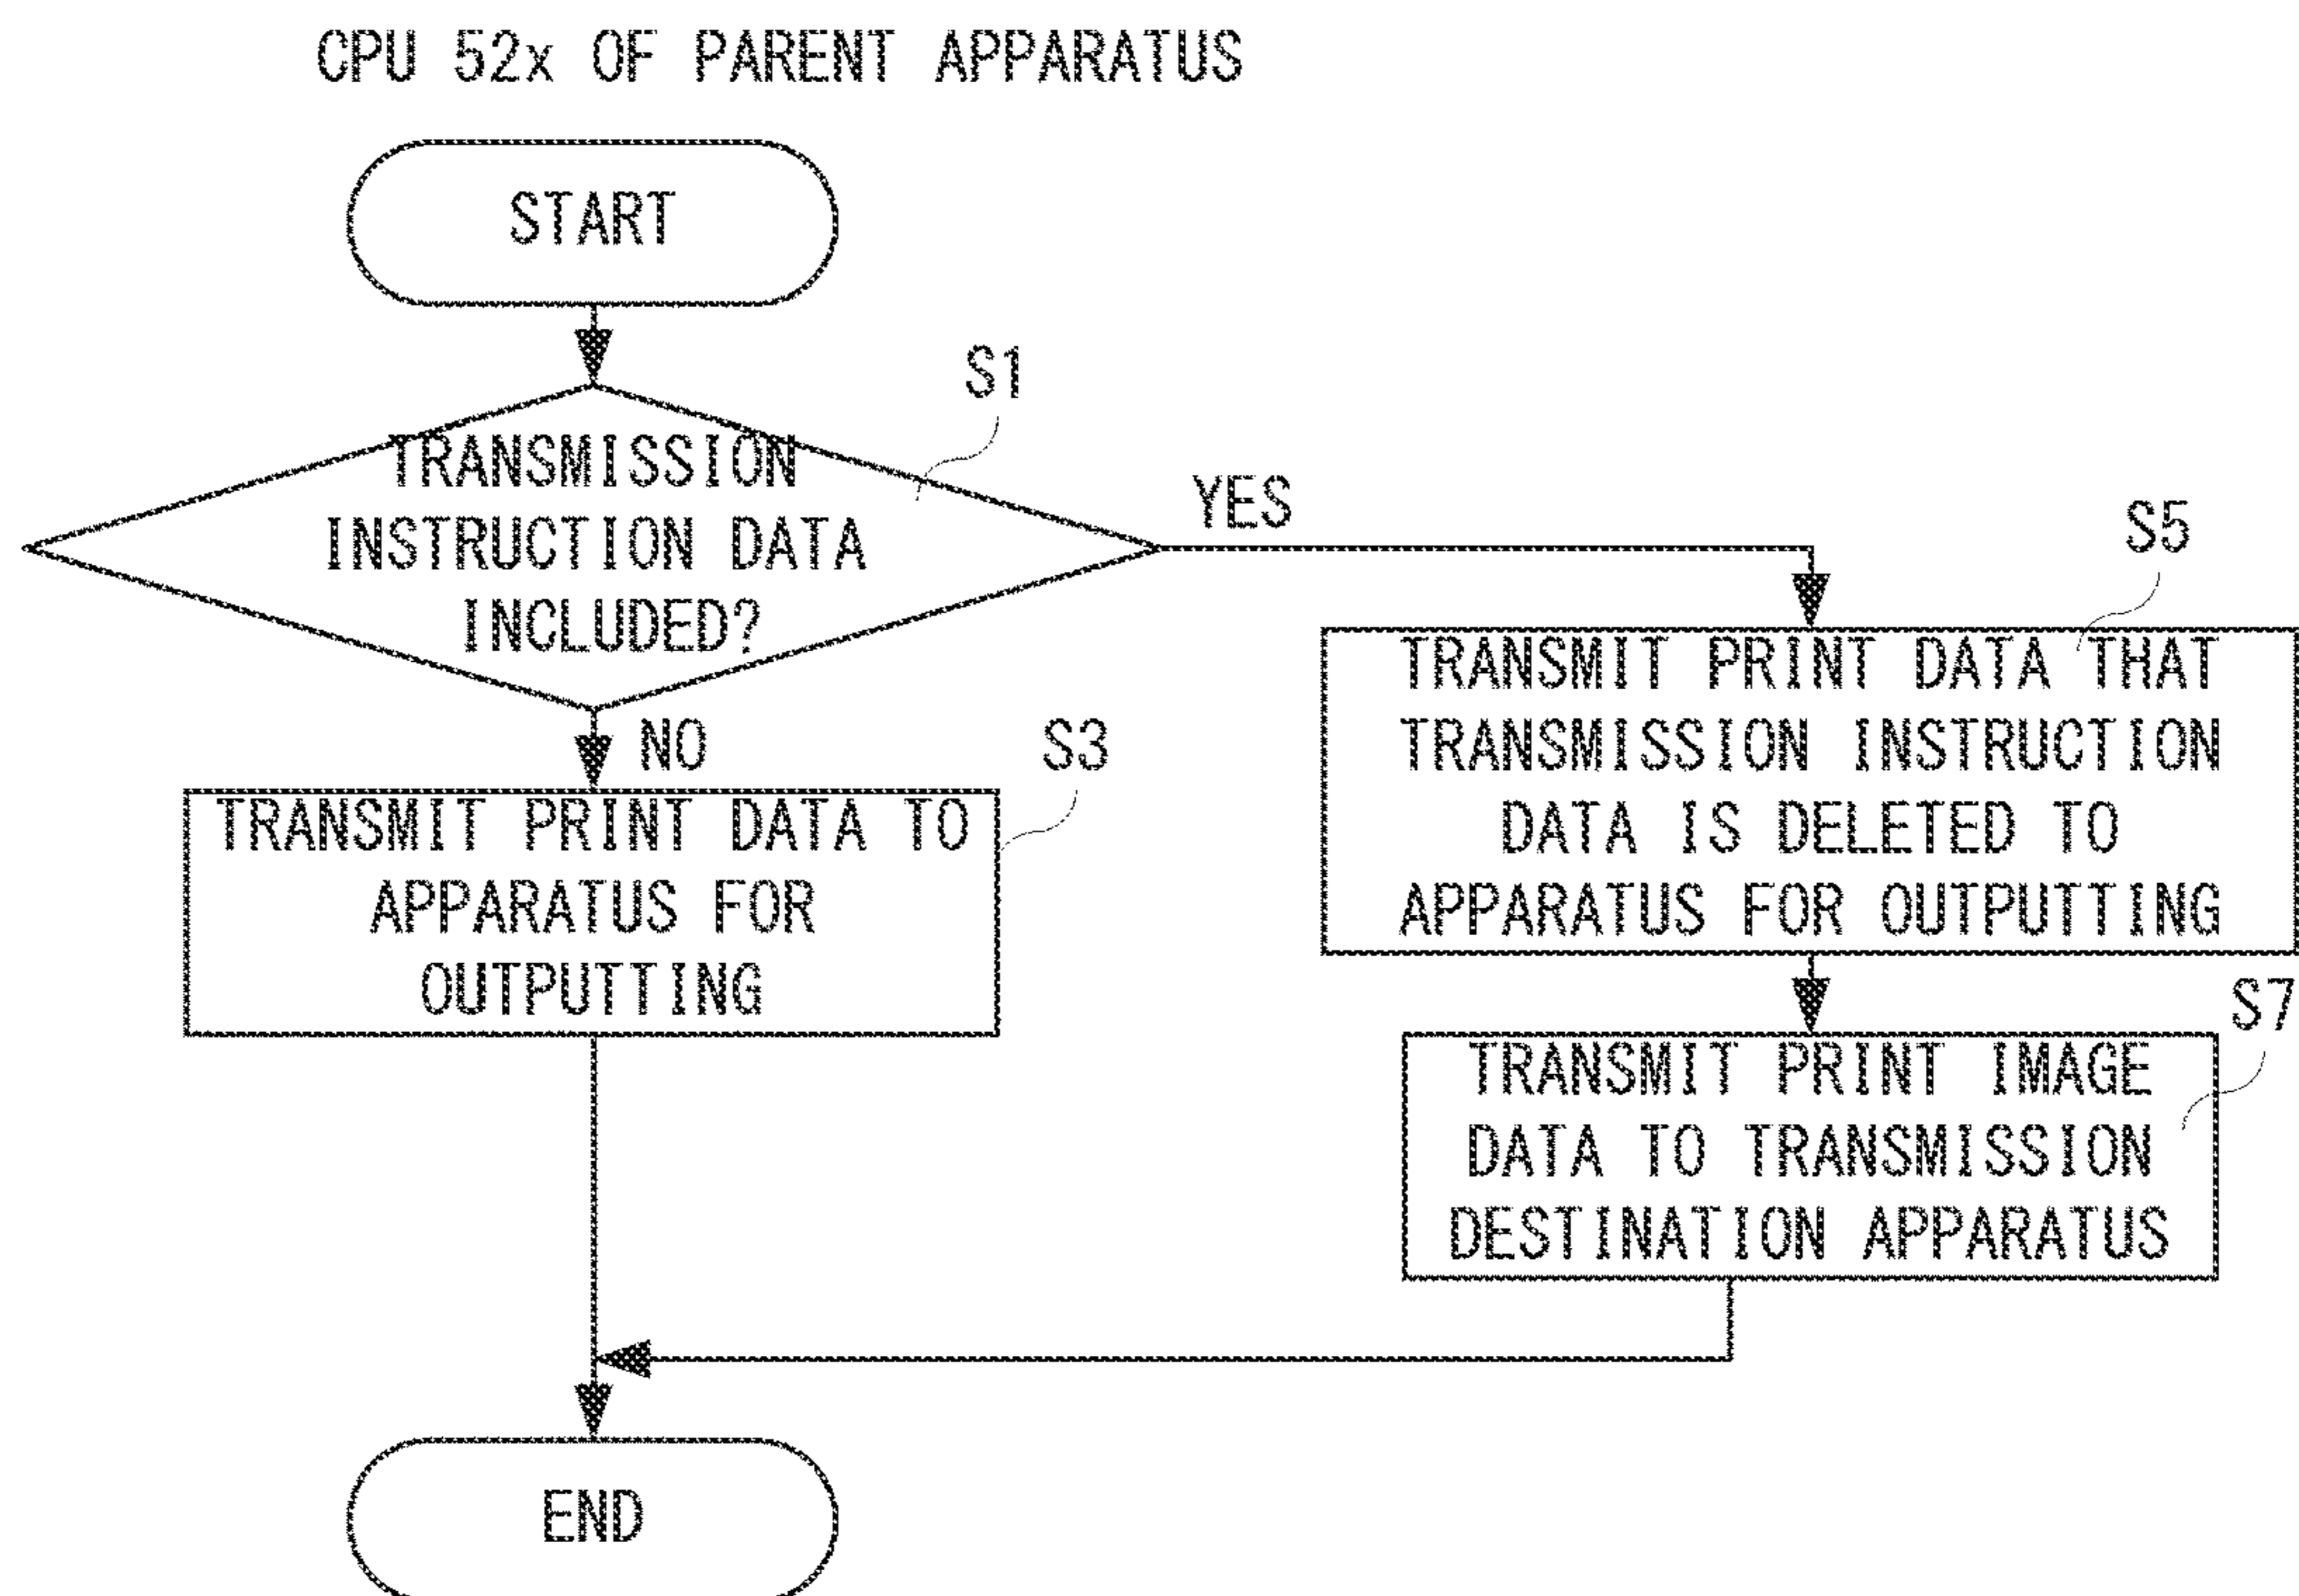 CPU 52x OF PARENT APPARATUS
START
S1
TRANSMISSION
INSTRUCTION DATA
INCLUDED?
YES
NO
S3
TRANSMIT PRINT DATA TO
APPARATUS FOR
OUTPUTTING
S5
TRANSMIT PRINT DATA THAT
TRANSMISSION INSTRUCTION
DATA IS DELETED TO
APPARATUS FOR OUTPUTTING
S7
TRANSMIT PRINT IMAGE
DATA TO TRANSMISSION
DESTINATION APPARATUS
END